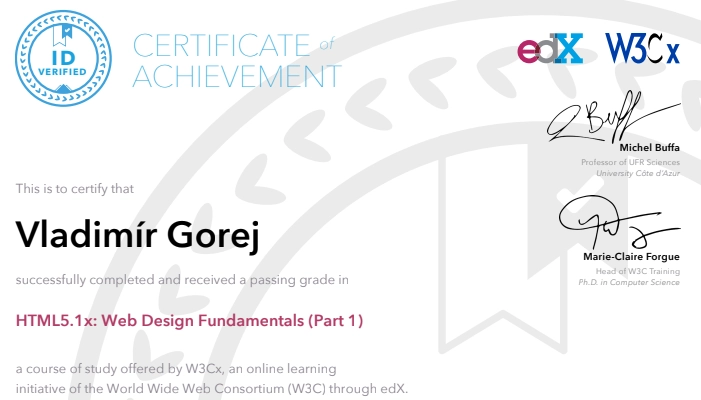 ID
VERIFIED
CERTIFICATE of
ACHIEVEMENT
edX W3Cx
Michel Buffa
Professor of UFR Sciences
University Côte d'Azur
Marie-Claire Forgue
Head of W3C Training
Ph.D. in Computer Science
This is to certify that
Vladimír Gorej
successfully completed and received a passing grade in
HTML5.1x: Web Design Fundamentals (Part 1)
a course of study offered by W3Cx, an online learning
initiative of the World Wide Web Consortium (W3C) through edX.